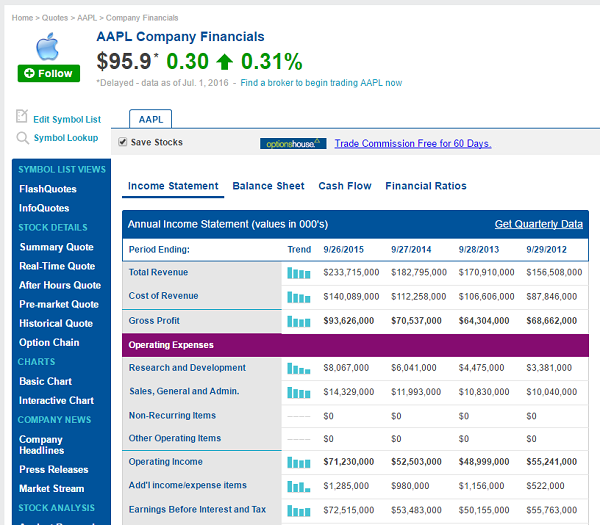 Home > Quotes > AAPL > Company Financials
AAPL Company Financials
$95.9* 0.30 0.31%
Follow
*Delayed - data as of Jul. 1, 2016 - Find a broker to begin trading AAPL now
Edit Symbol List
Symbol Lookup
AAPL
Save Stocks
optionshouse
Trade Commission Free for 60 Days.
SYMBOL LIST VIEWS
FlashQuotes
InfoQuotes
STOCK DETAILS
Summary Quote
Real-Time Quote
After Hours Quote
Pre-market Quote
Historical Quote
Option Chain
CHARTS
Basic Chart
Interactive Chart
COMPANY NEWS
Company
Headlines
Press Releases
Market Stream
STOCK ANALYSIS
Income Statement Balance Sheet Cash Flow Financial Ratios
Annual Income Statement (values in 000's) Get Quarterly Data
Period Ending: Trend 9/26/2015 9/27/2014 9/28/2013 9/29/2012
Total Revenue $233,715,000 $182,795,000 $170,910,000 $156,508,000
Cost of Revenue $140,089,000 $112,258,000 $106,606,000 $87,846,000
Gross Profit $93,626,000 $70,537,000 $64,304,000 $68,662,000
Operating Expenses
Research and Development $8,067,000 $6,041,000 $4,475,000 $3,381,000
Sales, General and Admin. $14,329,000 $11,993,000 $10,830,000 $10,040,000
Non-Recurring Items $0 $0 $0 $0
Other Operating Items $0 $0 $0 $0
Operating Income $71,230,000 $52,503,000 $48,999,000 $55,241,000
Add'l income/expense items $1,285,000 $980,000 $1,156,000 $522,000
Earnings Before Interest and Tax $72,515,000 $53,483,000 $50,155,000 $55,763,000